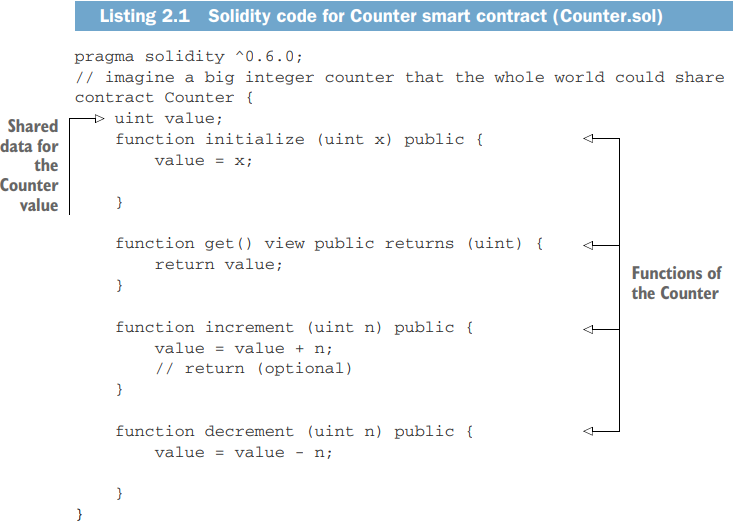 Listing 2.1 Solidity code for Counter smart contract (Counter.sol)
pragma solidity ^0.6.0;
// imagine a big integer counter that the whole world could share
contract Counter {
uint value;
function initialize (uint x) public {
value = x;
}
function get() view public returns (uint) {
return value;
}
function increment (uint n) public {
value = value + n;
// return (optional)
}
function decrement (uint n) public {
value = value - n;
}
}
Shared
data for
the
Counter
value
Functions of
the Counter